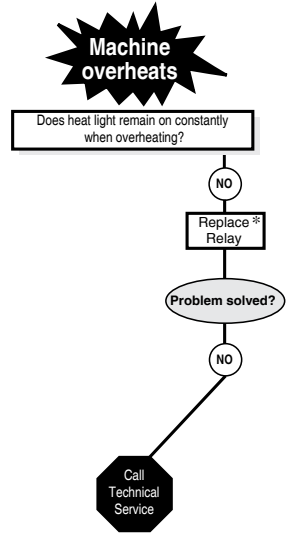 Machine
overheats
Does heat light remain on constantly
when overheating?
NO
Replace *
Relay
Problem solved?
NO
Call
Technical
Service